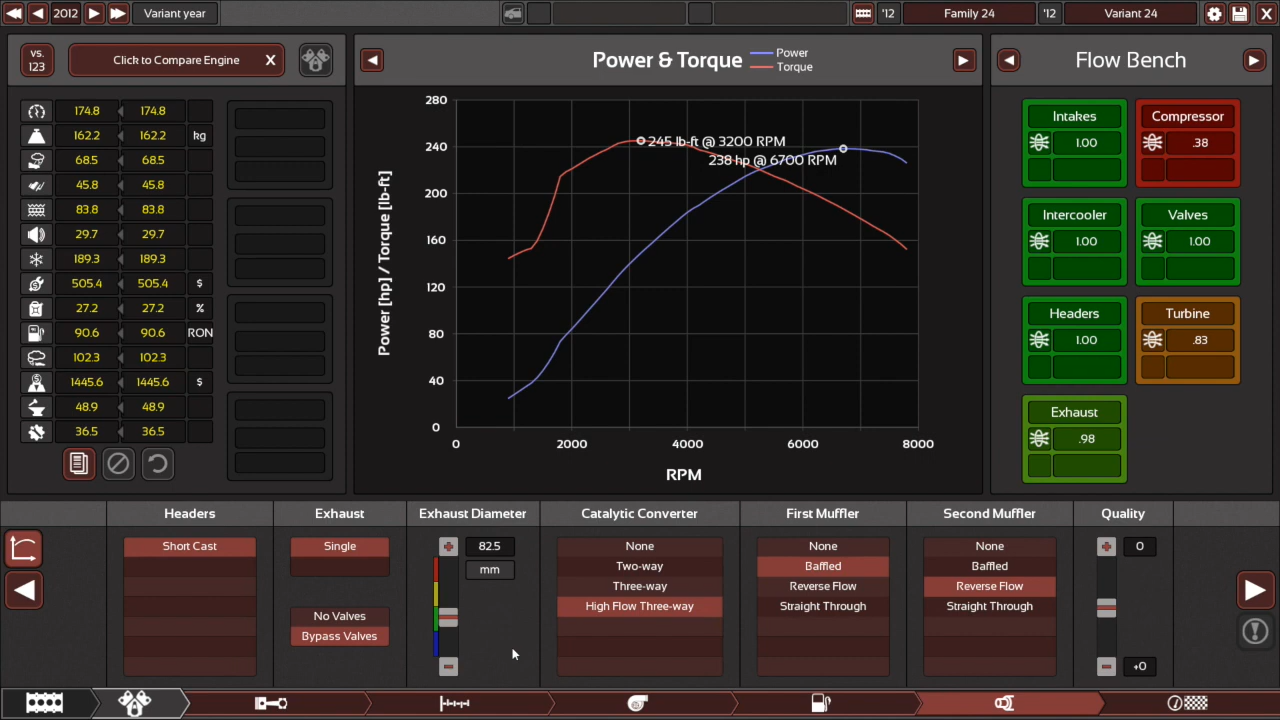 2012 Variant year '12 Family 24 '12 Variant 24
vs.
123
Click to Compare Engine X
174.8 174.8
162.2 162.2 kg
68.5 68.5
45.8 45.8
83.8 83.8
29.7 29.7
189.3 189.3
505.4 505.4 $
27.2 27.2 %
90.6 90.6 RON
102.3 102.3
1445.6 1445.6 $
48.9 48.9
36.5 36.5
Power & Torque
Power
Torque
Power [hp] / Torque [lb-ft]
280
240
200
160
120
80
40
0
245 lb-ft @ 3200 RPM
238 hp @ 6700 RPM
0 2000 4000 6000 8000
RPM
Flow Bench
Intakes
1.00
Compressor
.38
Intercooler
1.00
Valves
1.00
Headers
1.00
Turbine
.83
Exhaust
.98
Headers
Short Cast
Exhaust
Single
No Valves
Bypass Valves
Exhaust Diameter
82.5
mm
Catalytic Converter
None
Two-way
Three-way
High Flow Three-way
First Muffler
None
Baffled
Reverse Flow
Straight Through
Second Muffler
None
Baffled
Reverse Flow
Straight Through
Quality
0
+0